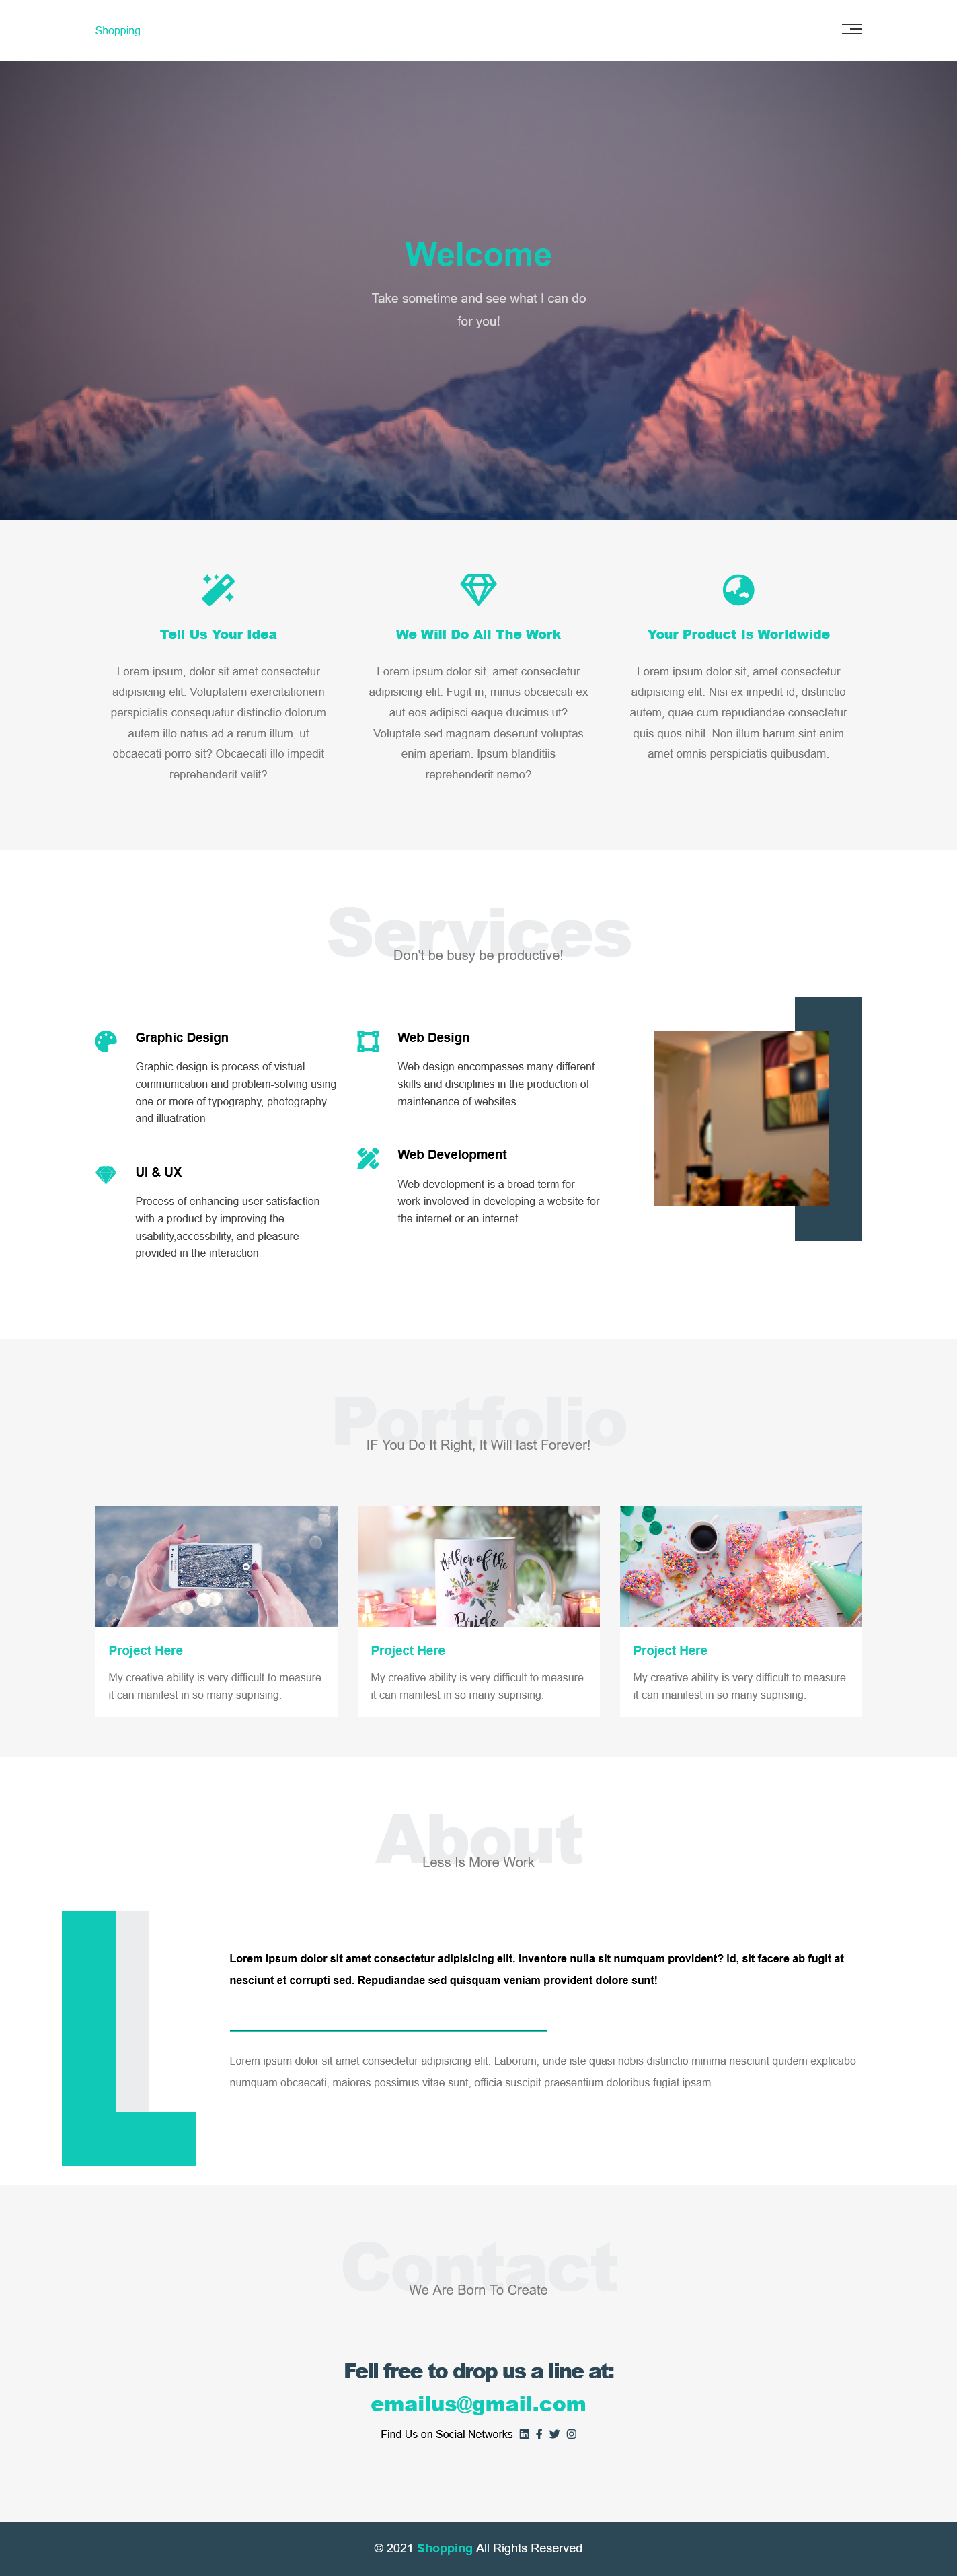 Shopping
Welcome
Take sometime and see what I can do
for you!
Tell Us Your Idea
Lorem ipsum, dolor sit amet consectetur
adipisicing elit. Voluptatem exercitationem
perspiciatis consequatur distinctio dolorum
autem illo natus ad a rerum illum, ut
obcaecati porro sit? Obcaecati illo impedit
reprehenderit velit?
We Will Do All The Work
Lorem ipsum dolor sit, amet consectetur
adipisicing elit. Fugit in, minus obcaecati ex
aut eos adipisci eaque ducimus ut?
Voluptate sed magnam deserunt voluptas
enim aperiam. Ipsum blanditiis
reprehenderit nemo?
Your Product Is Worldwide
Lorem ipsum dolor sit, amet consectetur
adipisicing elit. Nisi ex impedit id, distinctio
autem, quae cum repudiandae consectetur
quis quos nihil. Non illum harum sint enim
amet omnis perspiciatis quibusdam.
Services
Don't be busy be productive!
Graphic Design
Graphic design is process of vistual
communication and problem-solving using
one or more of typography, photography
and illuatration
UI & UX
Process of enhancing user satisfaction
with a product by improving the
usability,accessbility, and pleasure
provided in the interaction
Web Design
Web design encompasses many different
skills and disciplines in the production of
maintenance of websites.
Web Development
Web development is a broad term for
work involoved in developing a website for
the internet or an internet.
Portfolio
IF You Do It Right, It Will last Forever!
Mother of the
Bride
Project Here
My creative ability is very difficult to measure
it can manifest in so many suprising.
Project Here
My creative ability is very difficult to measure
it can manifest in so many suprising.
Project Here
My creative ability is very difficult to measure
it can manifest in so many suprising.
About
Less Is More Work
Lorem ipsum dolor sit amet consectetur adipisicing elit. Inventore nulla sit numquam provident? Id, sit facere ab fugit at
nesciunt et corrupti sed. Repudiandae sed quisquam veniam provident dolore sunt!
Lorem ipsum dolor sit amet consectetur adipisicing elit. Laborum, unde iste quasi nobis distinctio minima nesciunt quidem explicabo
numquam obcaecati, maiores possimus vitae sunt, officia suscipit praesentium doloribus fugiat ipsam.
Contact
We Are Born To Create
Fell free to drop us a line at:
emailus@gmail.com
Find Us on Social Networks
© 2021 Shopping All Rights Reserved